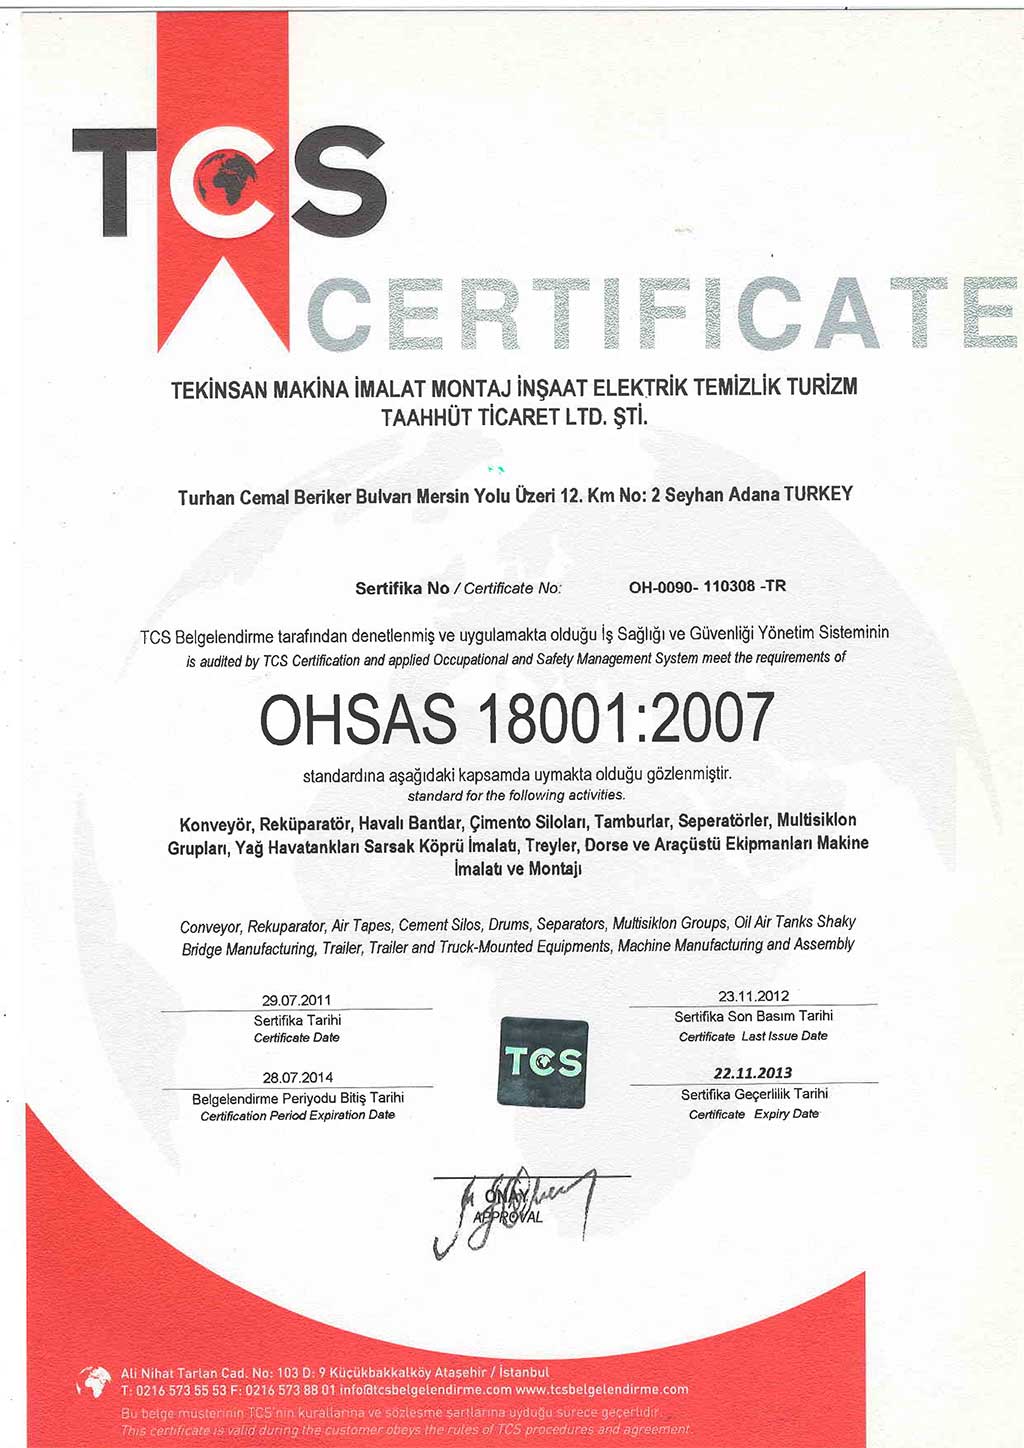 TCS
CERTIFICATE
TEKİNSAN MAKİNA İMALAT MONTAJ İNŞAAT ELEKTRİK TEMİZLİK TURİZM
TAAHHÜT TİCARET LTD. ŞTİ.
Turhan Cemal Beriker Bulvarı Mersin Yolu Üzeri 12. Km No: 2 Seyhan Adana TURKEY
Sertifika No / Certificate No: OH-0090- 110308 -TR
TCS Belgelendirme tarafından denetlenmiş ve uygulamakta olduğu İş Sağlığı ve Güvenliği Yönetim Sisteminin
is audited by TCS Certification and applied Occupational and Safety Management System meet the requirements of
OHSAS 18001:2007
standardına aşağıdaki kapsamda uymakta olduğu gözlenmiştir.
standard for the following activities.
Konveyör, Reküparatör, Havalı Bantlar, Çimento Siloları, Tamburlar, Seperatörler, Multisiklon
Grupları, Yağ Havatankları Sarsak Köprü İmalatı, Treyler, Dorse ve Araçüstü Ekipmanları Makine
İmalatı ve Montajı
Conveyor, Rekuparator, Air Tapes, Cement Silos, Drums, Separators, Multisiklon Groups, Oil Air Tanks Shaky
Bridge Manufacturing, Trailer, Trailer and Truck-Mounted Equipments, Machine Manufacturing and Assembly
29.07.2011
Sertifika Tarihi
Certificate Date
28.07.2014
Belgelendirme Periyodu Bitiş Tarihi
Certification Period Expiration Date
TCS
23.11.2012
Sertifika Son Basım Tarihi
Certificate Last Issue Date
22.11.2013
Sertifika Geçerlilik Tarihi
Certificate Expiry Date
ONAY
APPROVAL
Ali Nihat Tarlan Cad. No: 103 D: 9 Küçükbakkalköy Ataşehir / İstanbul
T: 0216 573 55 53 F: 0216 573 88 01 info@tcsbelgelendirme.com www.tcsbelgelendirme.com
Bu belge müşterinin TCS'nin kurallarına ve sözleşme şartlarına uyduğu sürece geçerlidir.
This certificate is valid during the customer obeys the rules of TCS procedures and agreement.